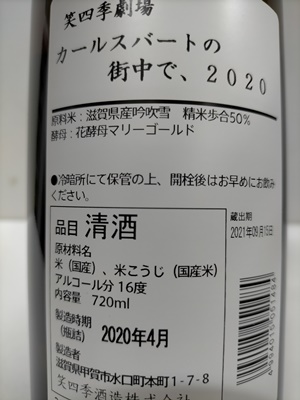 笑四季劇場
カールスバートの
街中で、2020
原料米：滋賀県産吟吹雪　精米歩合50%
酵母：花酵母マリーゴールド
●冷暗所にて保管の上、開栓後はお早めにお飲み
ください。
品目 清酒
原材料名
米（国産）、米こうじ（国産米）
アルコール分 16度
内容量　720ml
製造時期
（瓶詰）
2020年4月
製造者
滋賀県甲賀市水口町本町1-7-8
笑四季酒造株式会社
蔵出期
2021年09月15日